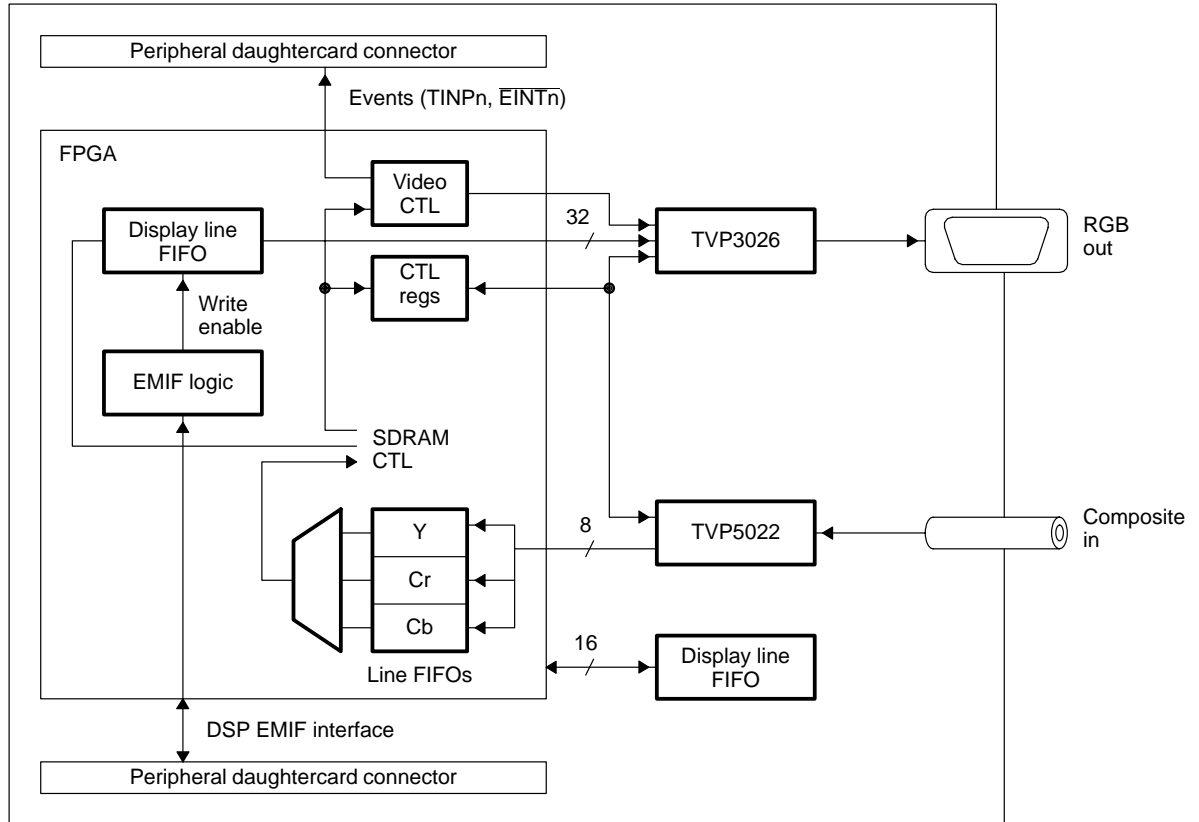 Peripheral daughtercard connector
Events (TINPn, EINTn)
FPGA
Video
CTL
Display line
FIFO
32
TVP3026
RGB
out
CTL
regs
Write
enable
EMIF logic
SDRAM
CTL
Y
Cr
Cb
Line FIFOs
8
TVP5022
Composite
in
16
Display line
FIFO
DSP EMIF interface
Peripheral daughtercard connector